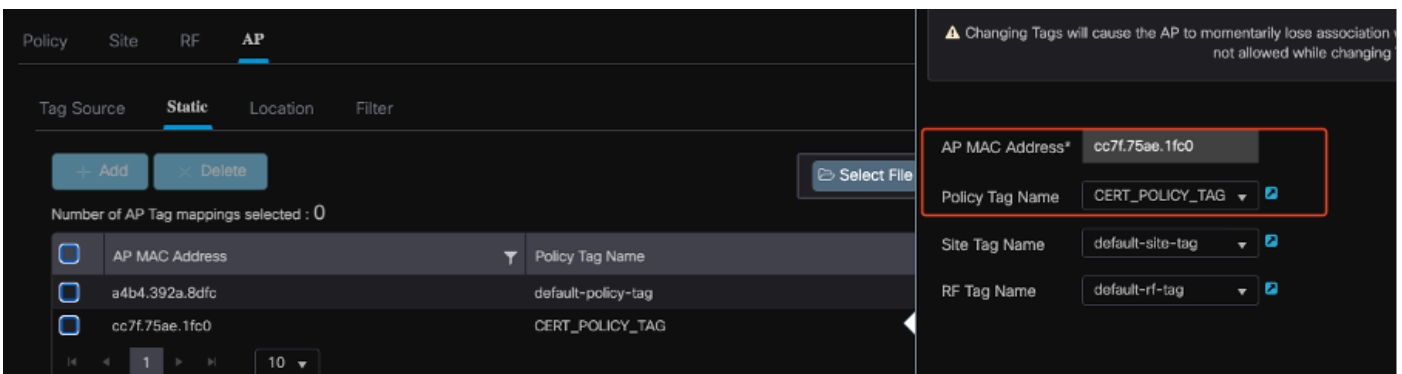 Policy Site RF AP
Tag Source Static Location Filter
+ Add × Delete
Select File
Number of AP Tag mappings selected : 0
AP MAC Address Policy Tag Name
a4b4.392a.8dfc default-policy-tag
cc7f.75ae.1fc0 CERT_POLICY_TAG
1 10
Changing Tags will cause the AP to momentarily lose association
not allowed while changing
AP MAC Address* cc7f.75ae.1fc0
Policy Tag Name CERT_POLICY_TAG
Site Tag Name default-site-tag
RF Tag Name default-rf-tag